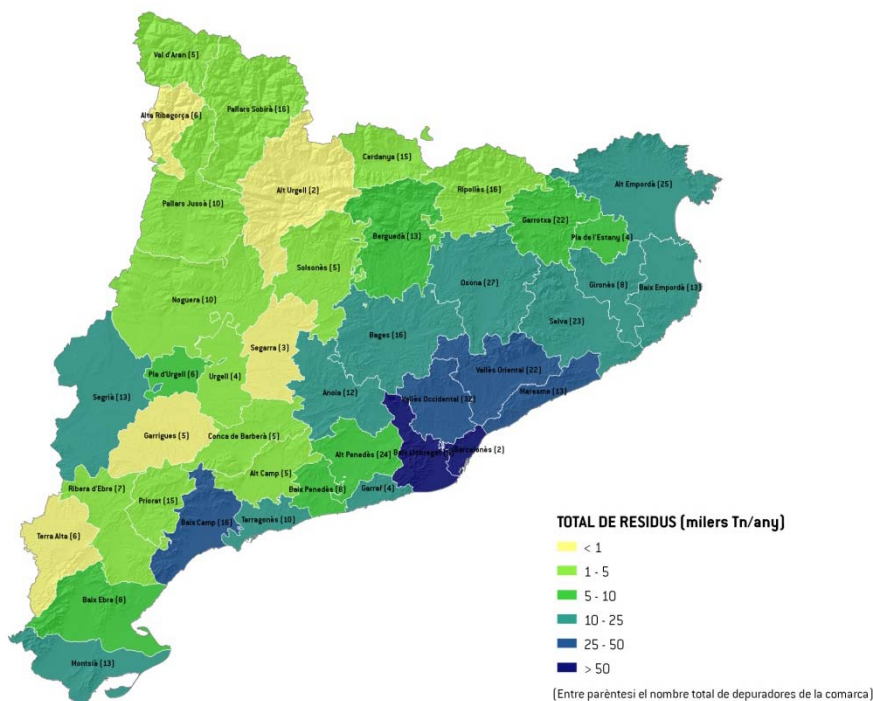 Val d'Aran (5)
Alta Ribagorça (6)
Pallars Sobirà (16)
Cerdanya (15)
Alt Urgell (2)
Ripollès (16)
Alt Empordà (25)
Pallars Jussà (10)
Garrotxa (22)
Berguedà (13)
Pla de l'Estany (4)
Solsonès (5)
Osona (27)
Gironès (8)
Baix Empordà (13)
Noguera (10)
Selva (23)
Bages (16)
Segarra (3)
Vallès Oriental (22)
Pla d'Urgell (6)
Urgell (4)
Segrià (13)
Anoia (12)
Vallès Occidental (32)
Maresme (13)
Garrigues (5)
Conca de Barberà (5)
Alt Penedès (24)
Baix Llobregat
Barcelonès (2)
Alt Camp (5)
Ribera d'Ebre (7)
Baix Penedès (8)
Garraf (4)
Priorat (15)
Baix Camp (18)
Tarragonès (10)
Terra Alta (6)
Baix Ebre (8)
Montsià (13)
TOTAL DE RESIDUS (milers Tn/any)
< 1
1 - 5
5 - 10
10 - 25
25 - 50
> 50
(Entre parèntesi el nombre total de depuradores de la comarca)